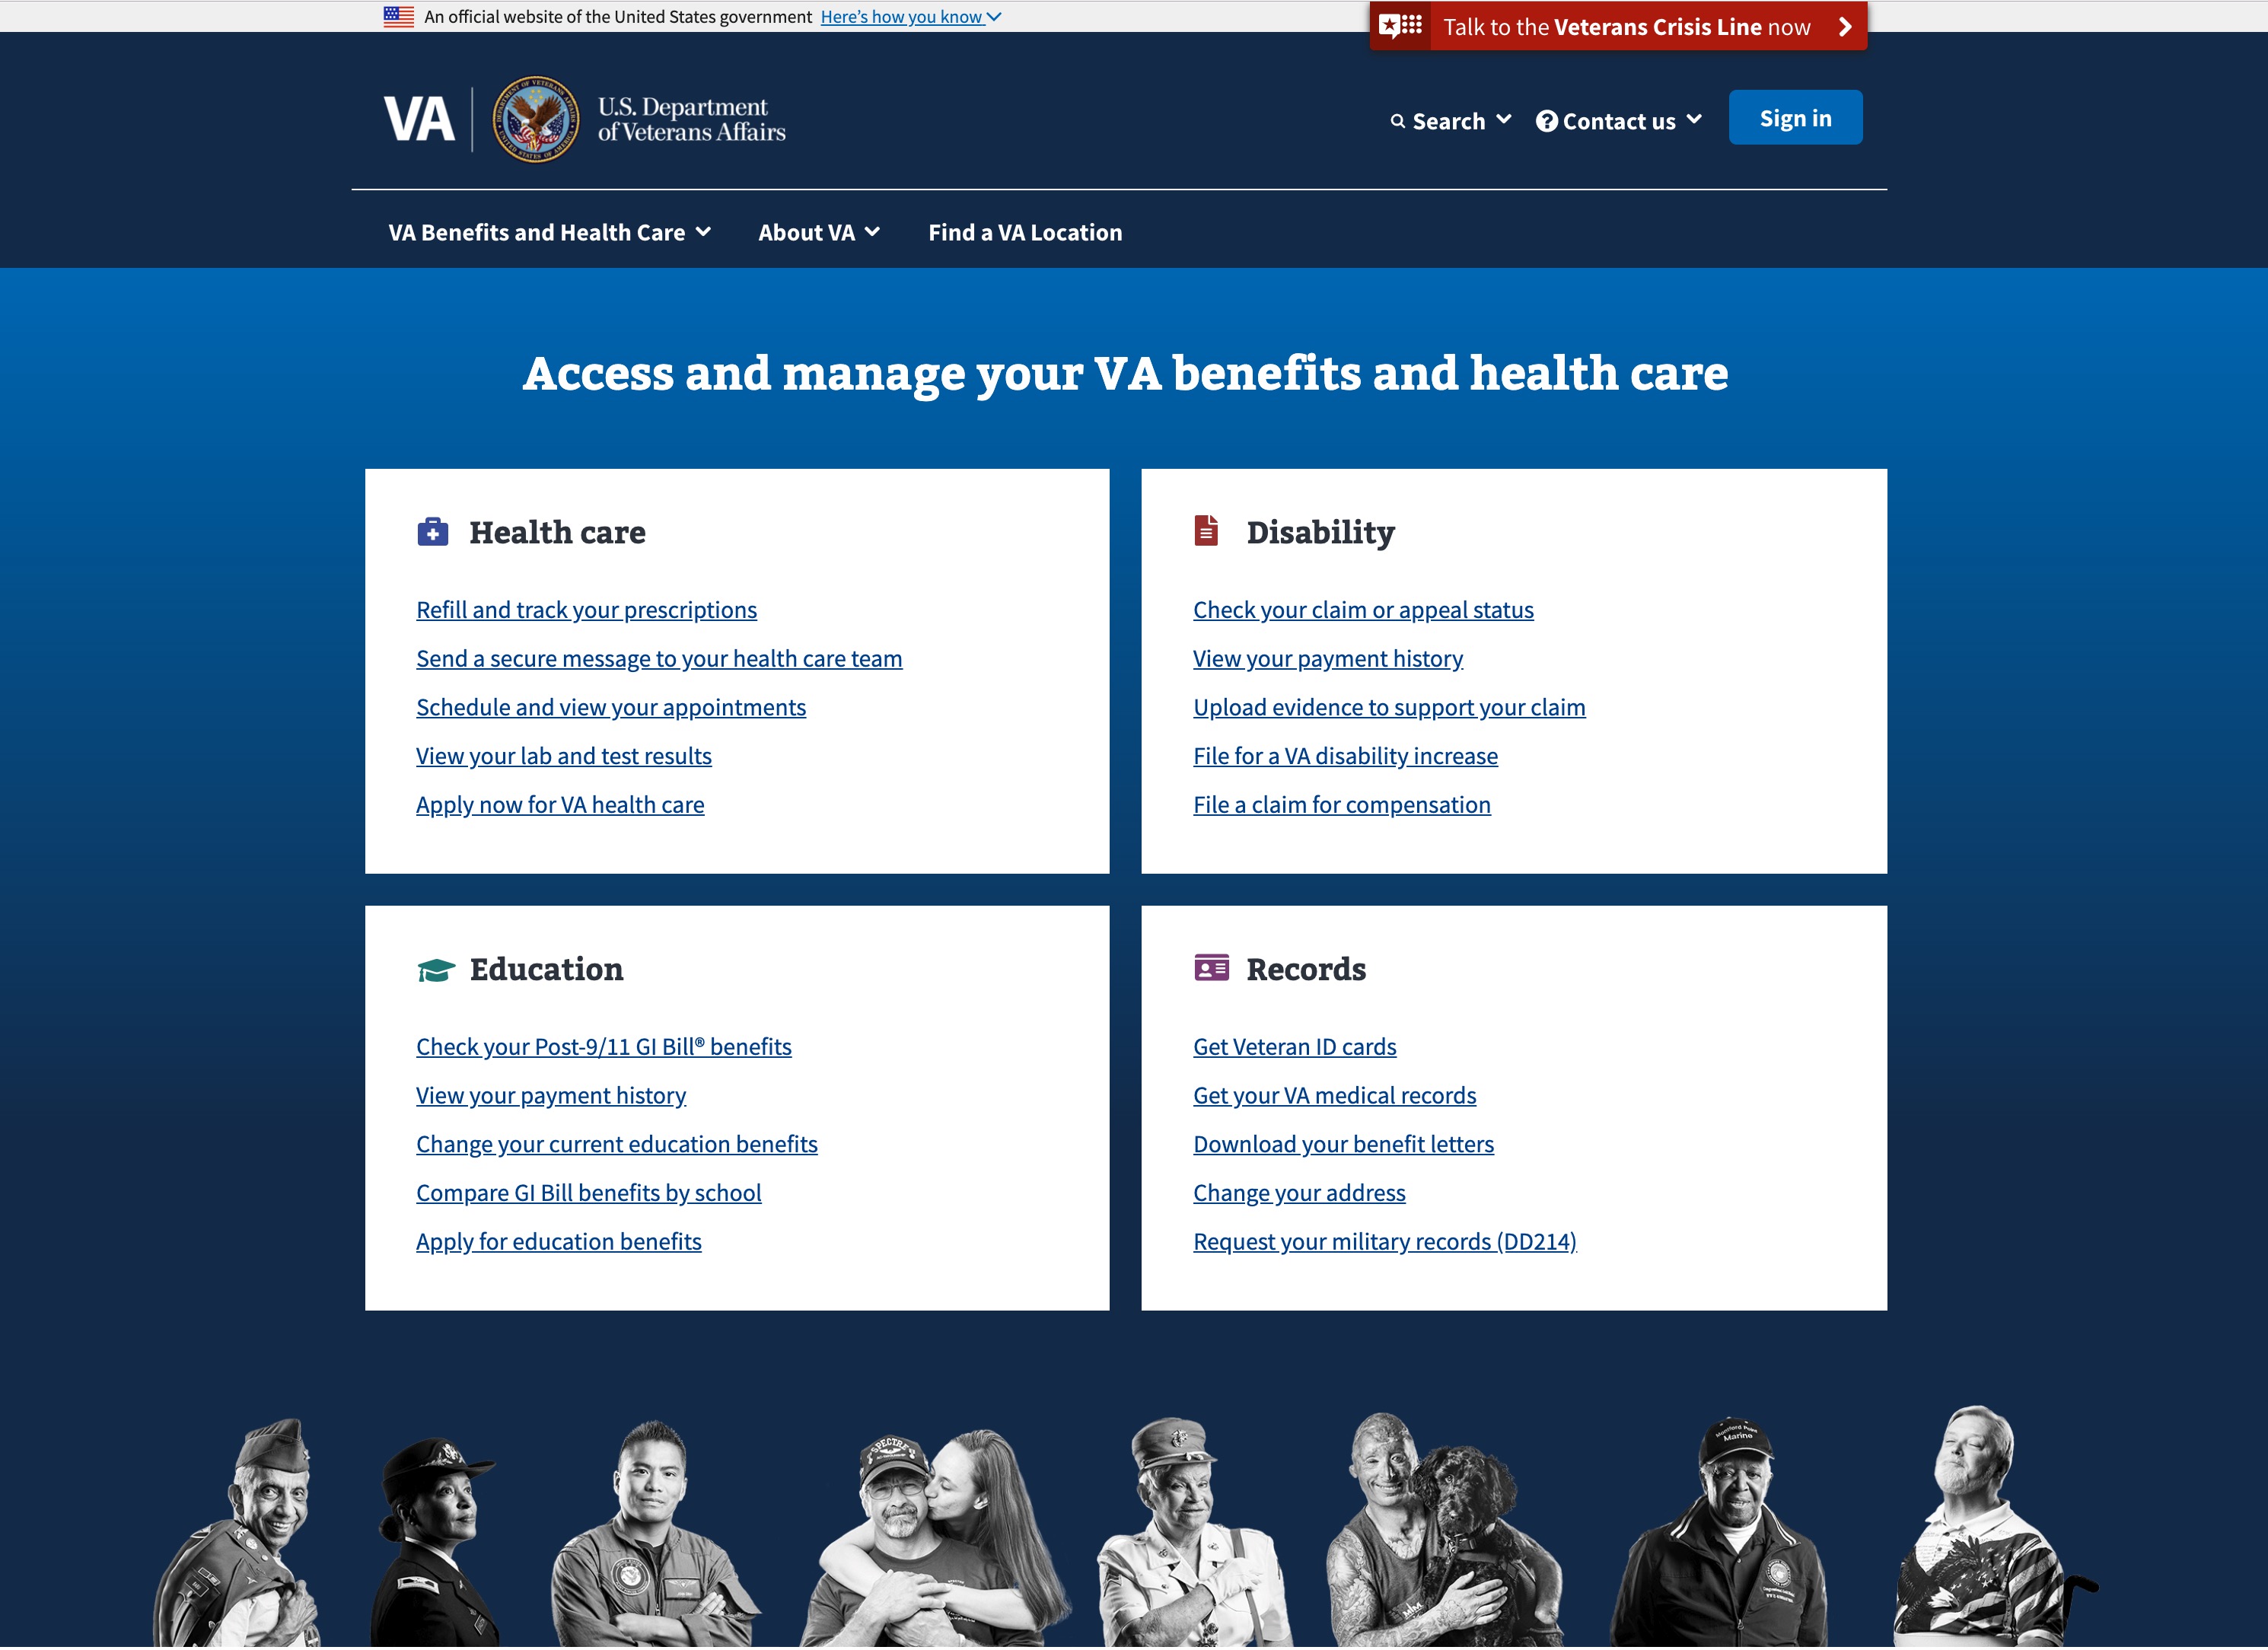 An official website of the United States government Here's how you know
Talk to the Veterans Crisis Line now
VA
U.S. Department
of Veterans Affairs
Search
Contact us
Sign in
VA Benefits and Health Care
About VA
Find a VA Location
Access and manage your VA benefits and health care
Health care
Refill and track your prescriptions
Send a secure message to your health care team
Schedule and view your appointments
View your lab and test results
Apply now for VA health care
Disability
Check your claim or appeal status
View your payment history
Upload evidence to support your claim
File for a VA disability increase
File a claim for compensation
Education
Check your Post-9/11 GI Bill® benefits
View your payment history
Change your current education benefits
Compare GI Bill benefits by school
Apply for education benefits
Records
Get Veteran ID cards
Get your VA medical records
Download your benefit letters
Change your address
Request your military records (DD214)
SPECTRE
Montford Point
Marine